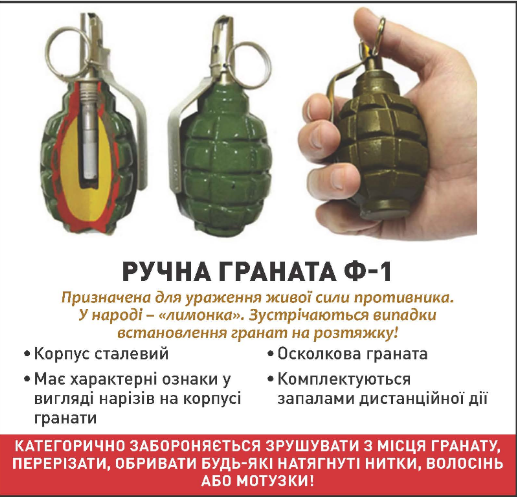 РУЧНА ГРАНАТА Ф-1
Призначена для ураження живої сили противника.
У народі – «лимонка». Зустрічаються випадки
встановлення гранат на розтяжку!
• Корпус сталевий
• Має характерні ознаки у
вигляді нарізів на корпусі
гранати
• Осколкова граната
• Комплектуються
запалами дистанційної дії
КАТЕГОРИЧНО ЗАБОРОНЯЄТЬСЯ ЗРУШУВАТИ З МІСЦЯ ГРАНАТУ,
ПЕРЕРІЗАТИ, ОБРИВАТИ БУДЬ-ЯКІ НАТЯГНУТІ НИТКИ, ВОЛОСІНЬ
АБО МОТУЗКИ!